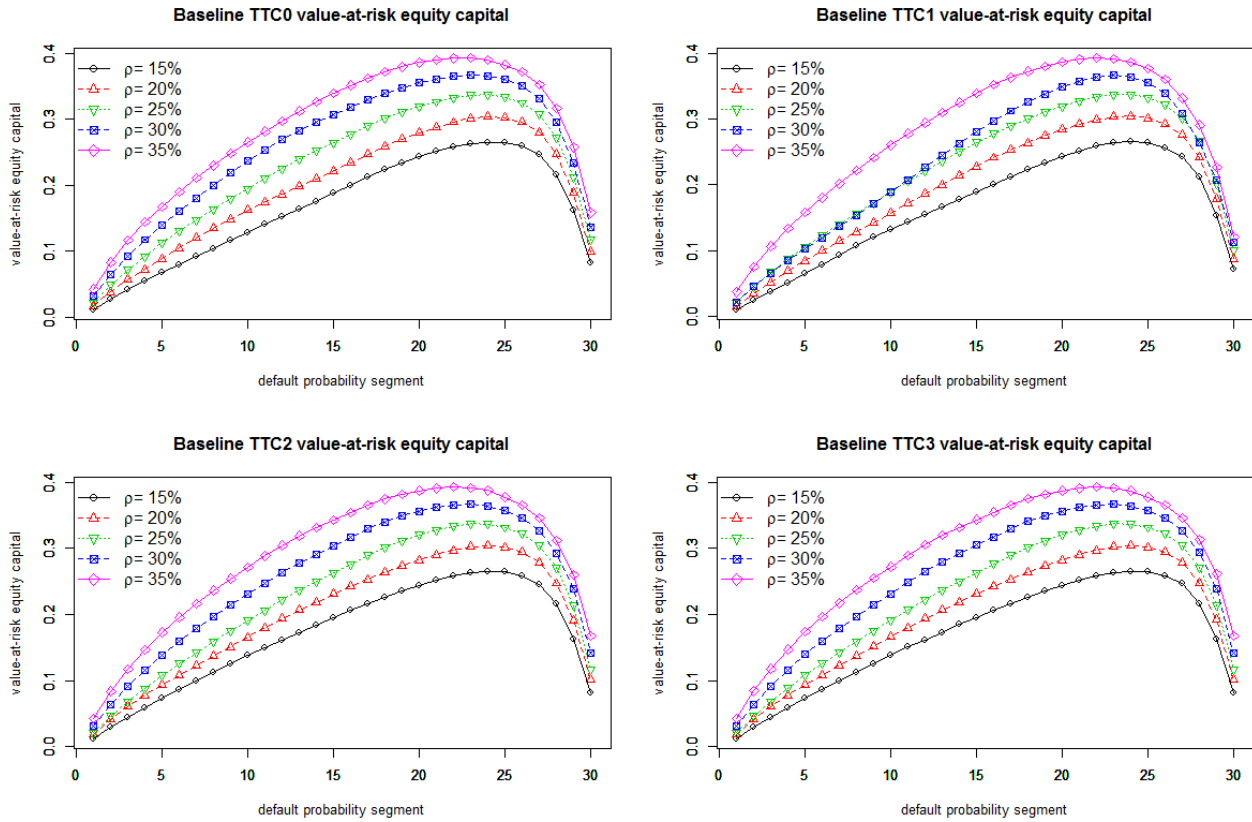 Baseline TTC0 value-at-risk equity capital
value-at-risk equity capital
0.0 0.1 0.2 0.3 0.4
ρ= 15%
ρ= 20%
ρ= 25%
ρ= 30%
ρ= 35%
0 5 10 15 20 25 30
default probability segment
Baseline TTC1 value-at-risk equity capital
value-at-risk equity capital
0.0 0.1 0.2 0.3 0.4
ρ= 15%
ρ= 20%
ρ= 25%
ρ= 30%
ρ= 35%
0 5 10 15 20 25 30
default probability segment
Baseline TTC2 value-at-risk equity capital
value-at-risk equity capital
0.0 0.1 0.2 0.3 0.4
ρ= 15%
ρ= 20%
ρ= 25%
ρ= 30%
ρ= 35%
0 5 10 15 20 25 30
default probability segment
Baseline TTC3 value-at-risk equity capital
value-at-risk equity capital
0.0 0.1 0.2 0.3 0.4
ρ= 15%
ρ= 20%
ρ= 25%
ρ= 30%
ρ= 35%
0 5 10 15 20 25 30
default probability segment